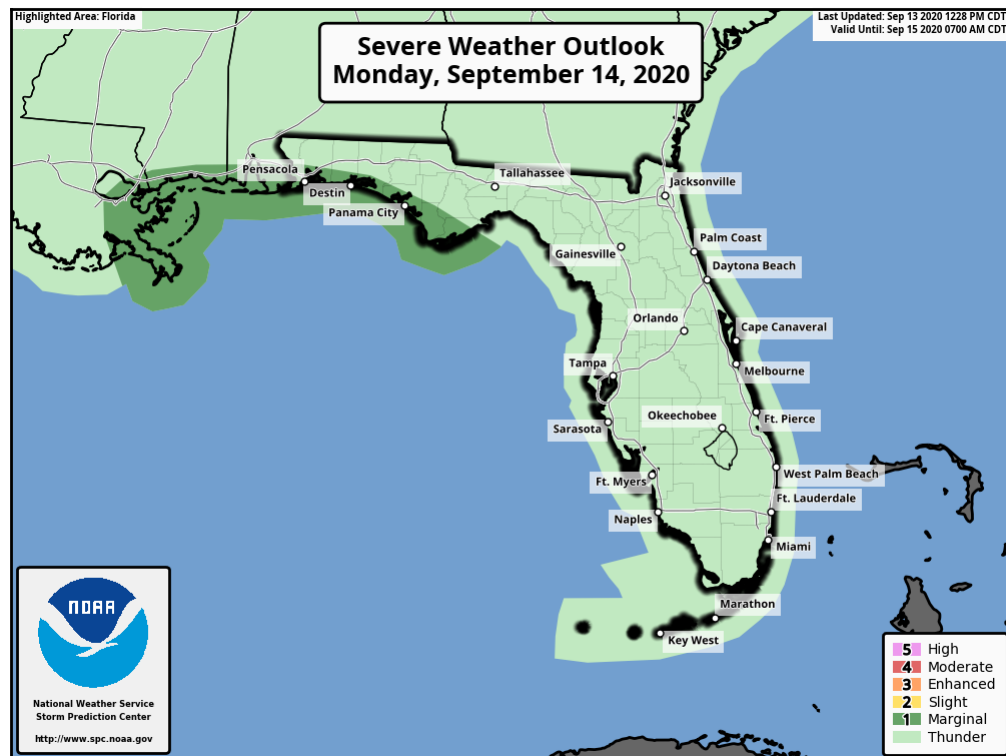 Highlighted Area: Florida
Last Updated: Sep 13 2020 1228 PM CDT
Valid Until: Sep 15 2020 0700 AM CDT
Severe Weather Outlook
Monday, September 14, 2020
Pensacola
Tallahassee
Jacksonville
Destin
Panama City
Palm Coast
Gainesville
Daytona Beach
Orlando
Cape Canaveral
Tampa
Melbourne
Okeechobee
Ft. Pierce
Sarasota
West Palm Beach
Ft. Myers
Ft. Lauderdale
Naples
Miami
Marathon
Key West
NOAA
National Weather Service
Storm Prediction Center
http://www.spc.noaa.gov
5 High
4 Moderate
3 Enhanced
2 Slight
1 Marginal
Thunder